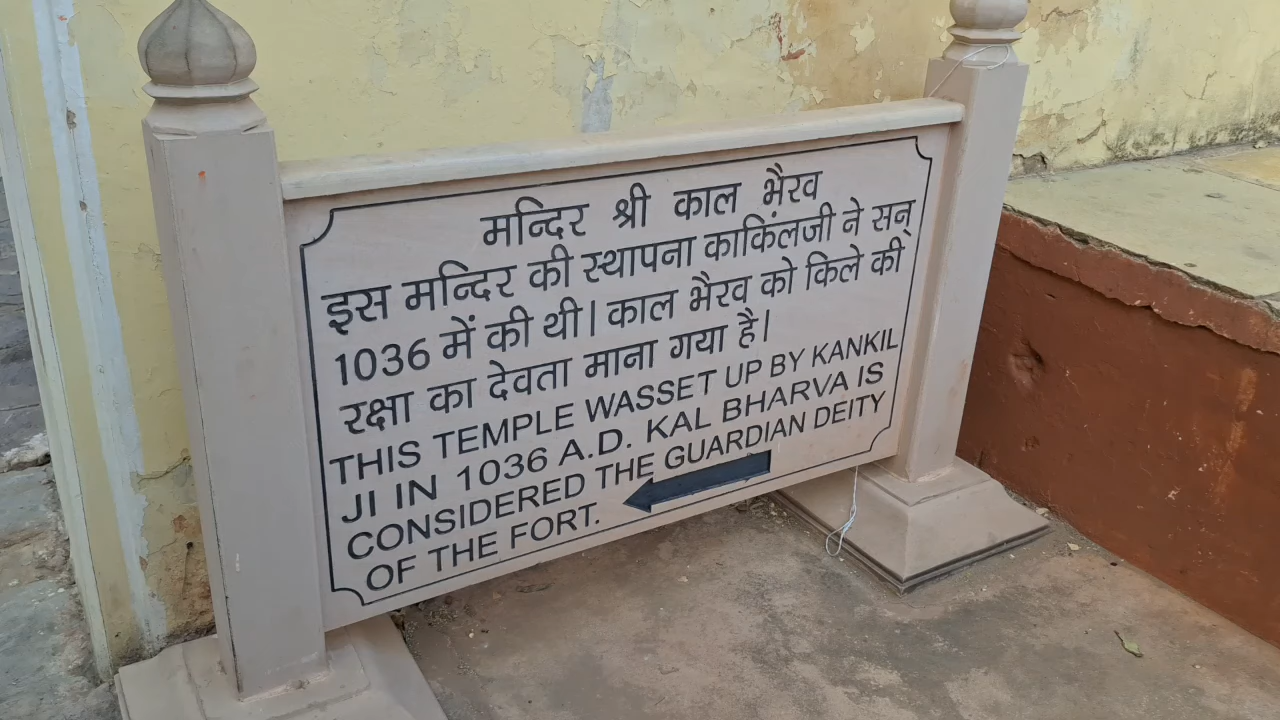 मन्दिर श्री काल भैरव
इस मन्दिर की स्थापना काकिंलजी ने सन्
1036 में की थी। काल भैरव को किले की
रक्षा का देवता माना गया है।
THIS TEMPLE WASSET UP BY KANKIL
JI IN 1036 A.D. KAL BHARVA IS
CONSIDERED THE GUARDIAN DEITY
OF THE FORT.